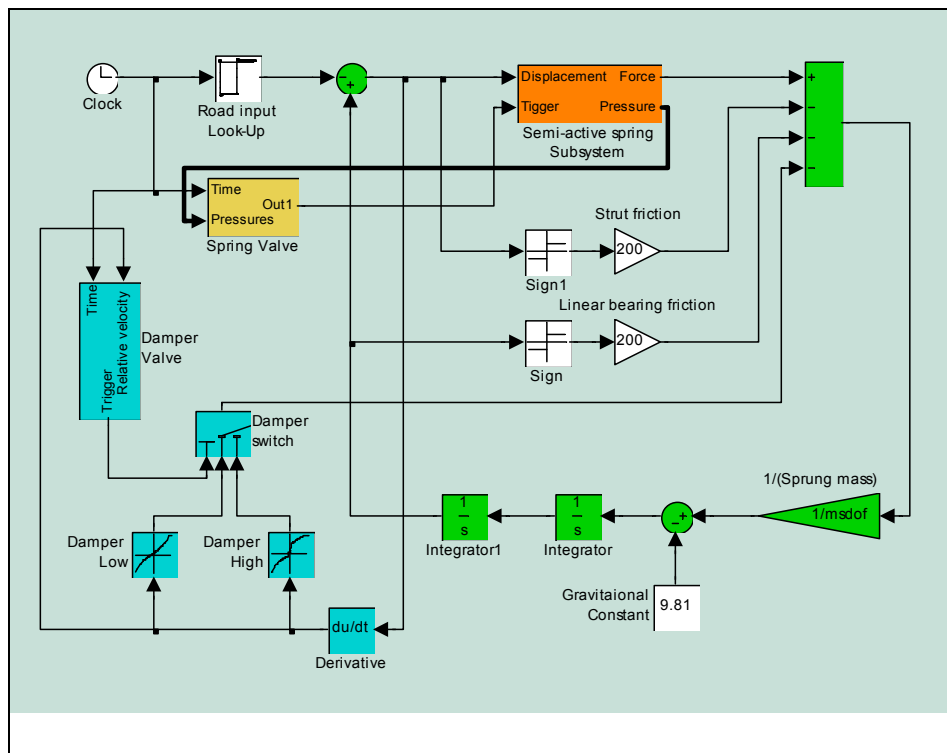 Clock
Road input
Look-Up
-
+
Displacement
Force
Tigger
Pressure
Semi-active spring
Subsystem
+
-
-
-
Time
Out1
Pressures
Spring Valve
Strut friction
Sign1
200
Linear bearing friction
Sign
200
Time
Relative velocity
Trigger
Damper
Valve
Damper
switch
1/(Sprung mass)
1/msdof
-
+
1
s
Integrator
1
s
Integrator1
Gravitaional
Constant
9.81
Damper
Low
Damper
High
du/dt
Derivative